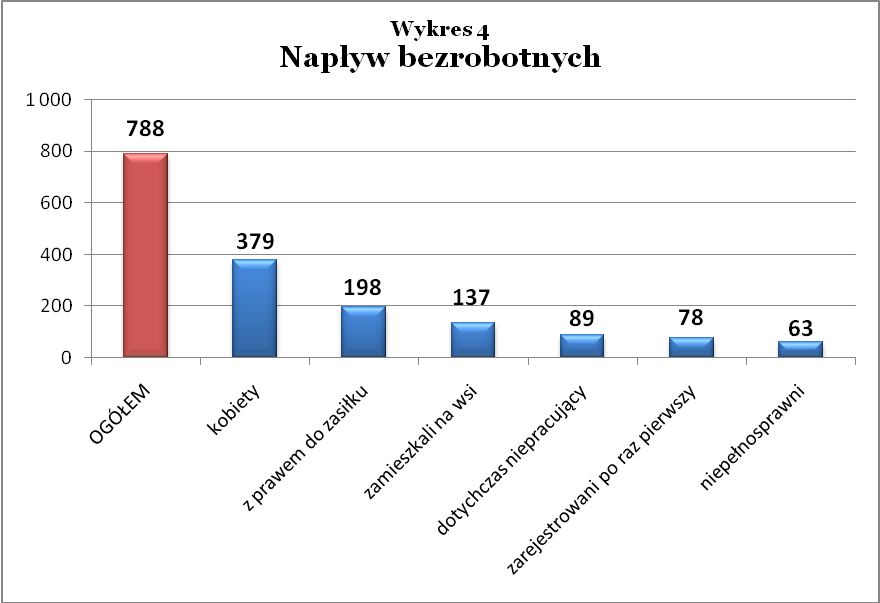 Wykres 4
Napływ bezrobotnych
1 000
800
600
400
200
0
788
379
198
137
89
78
63
OGÓŁEM
kobiety
z prawem do zasiłku
zamieszkali na wsi
dotychczas niepracujący
zarejestrowani po raz pierwszy
niepełnosprawni